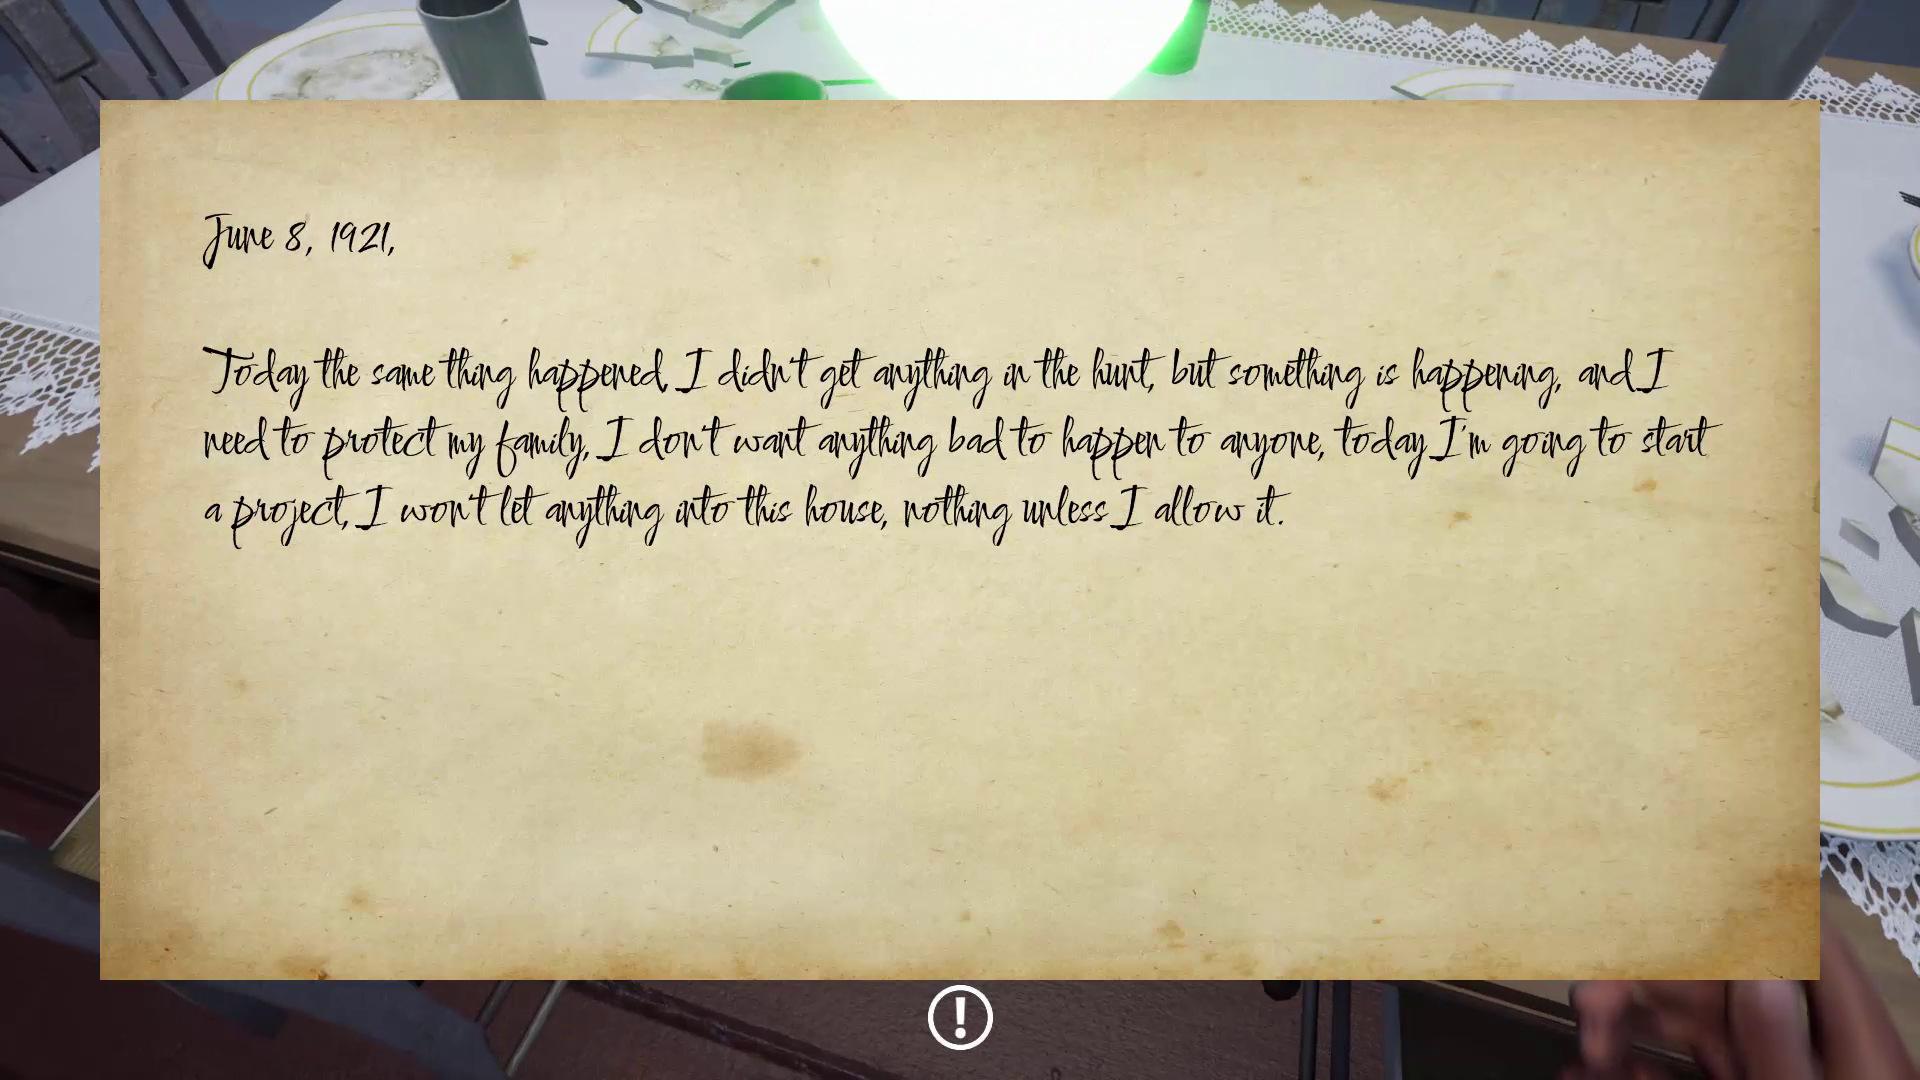 June 8, 1921,
Today the same thing happened, I didn't get anything in the hunt, but something is happening, and I
need to protect my family, I don't want anything bad to happen to anyone, today I'm going to start
a project, I won't let anything into this house, nothing unless I allow it.